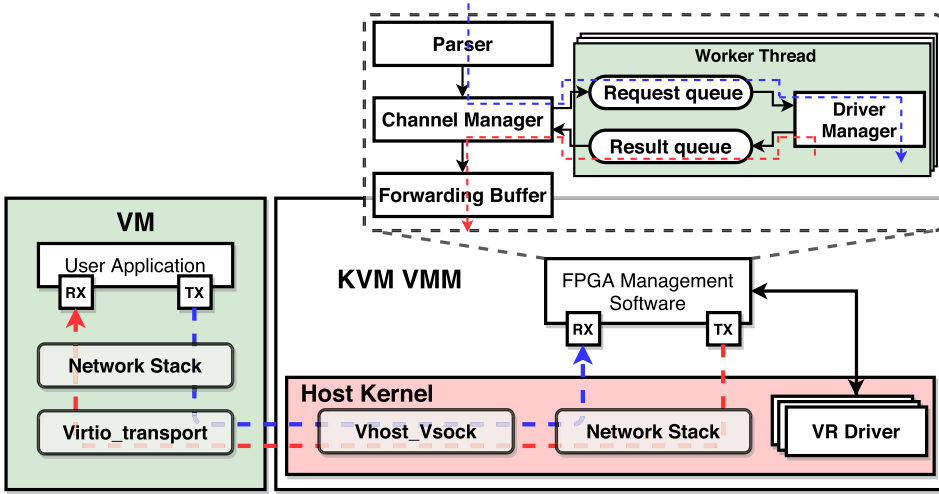 Parser
Worker Thread
Request queue
Channel Manager
Driver
Manager
Result queue
Forwarding Buffer
VM
User Application
RX
TX
KVM VMM
FPGA Management
Software
RX
TX
Network Stack
Host Kernel
Virtio_transport
Vhost_Vsock
Network Stack
VR Driver